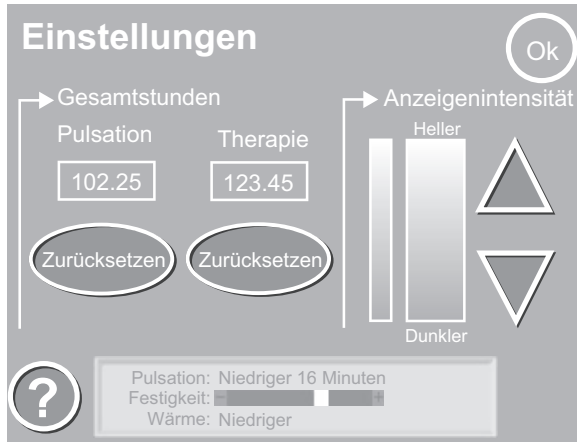 Einstellungen
Ok
Gesamtstunden
Pulsation Therapie
102.25 123.45
Zurücksetzen Zurücksetzen
Anzeigenintensität
Heller
Dunkler
?
Pulsation: Niedriger 16 Minuten
Festigkeit: - +
Wärme: Niedriger